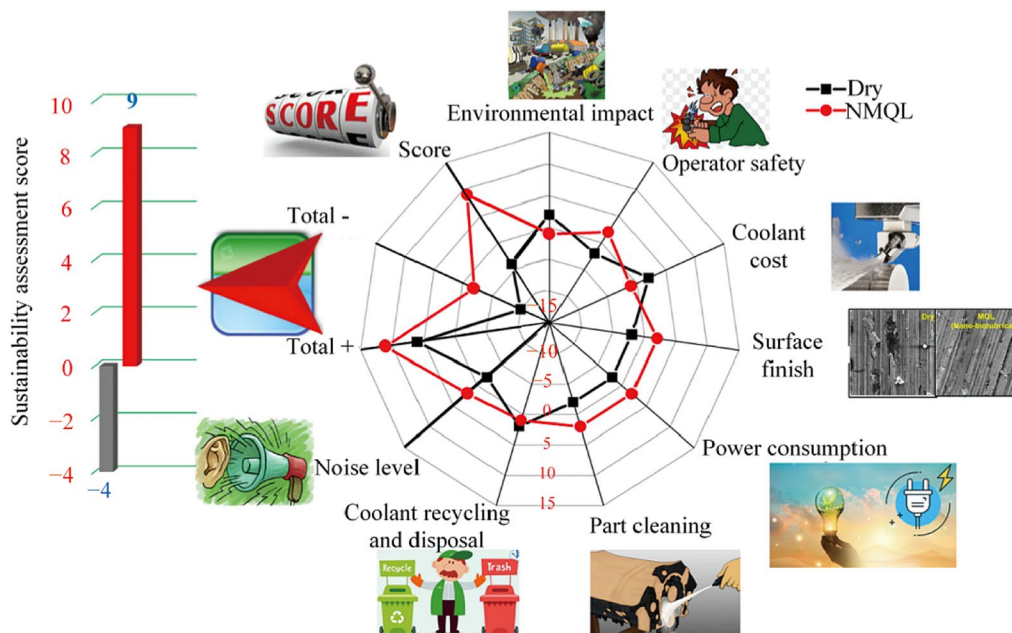 Sustainability assessment score
10
8
6
4
2
0
−2
−4
9
−4
SCORE
Environmental impact
Operator safety
Coolant
cost
Surface
finish
Power consumption
Part cleaning
Coolant recycling
and disposal
Noise level
Total +
Total -
Score
Dry
NMQL
−15
−10
−5
0
5
10
15
Dry
MQL
(Nano-biolubrica
Recycle
Trash